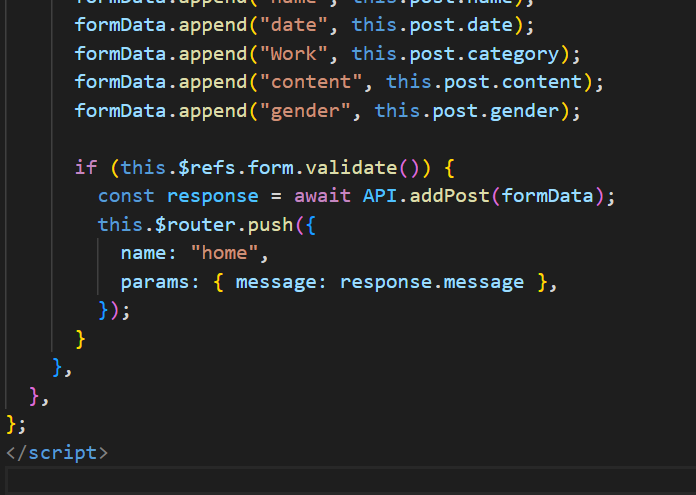 formData.append("name", this.post.name);
formData.append("date", this.post.date);
formData.append("Work", this.post.category);
formData.append("content", this.post.content);
formData.append("gender", this.post.gender);
if (this.$refs.form.validate()) {
const response = await API.addPost(formData);
this.$router.push({
name: "home",
params: { message: response.message },
});
}
},
},
};
</script>